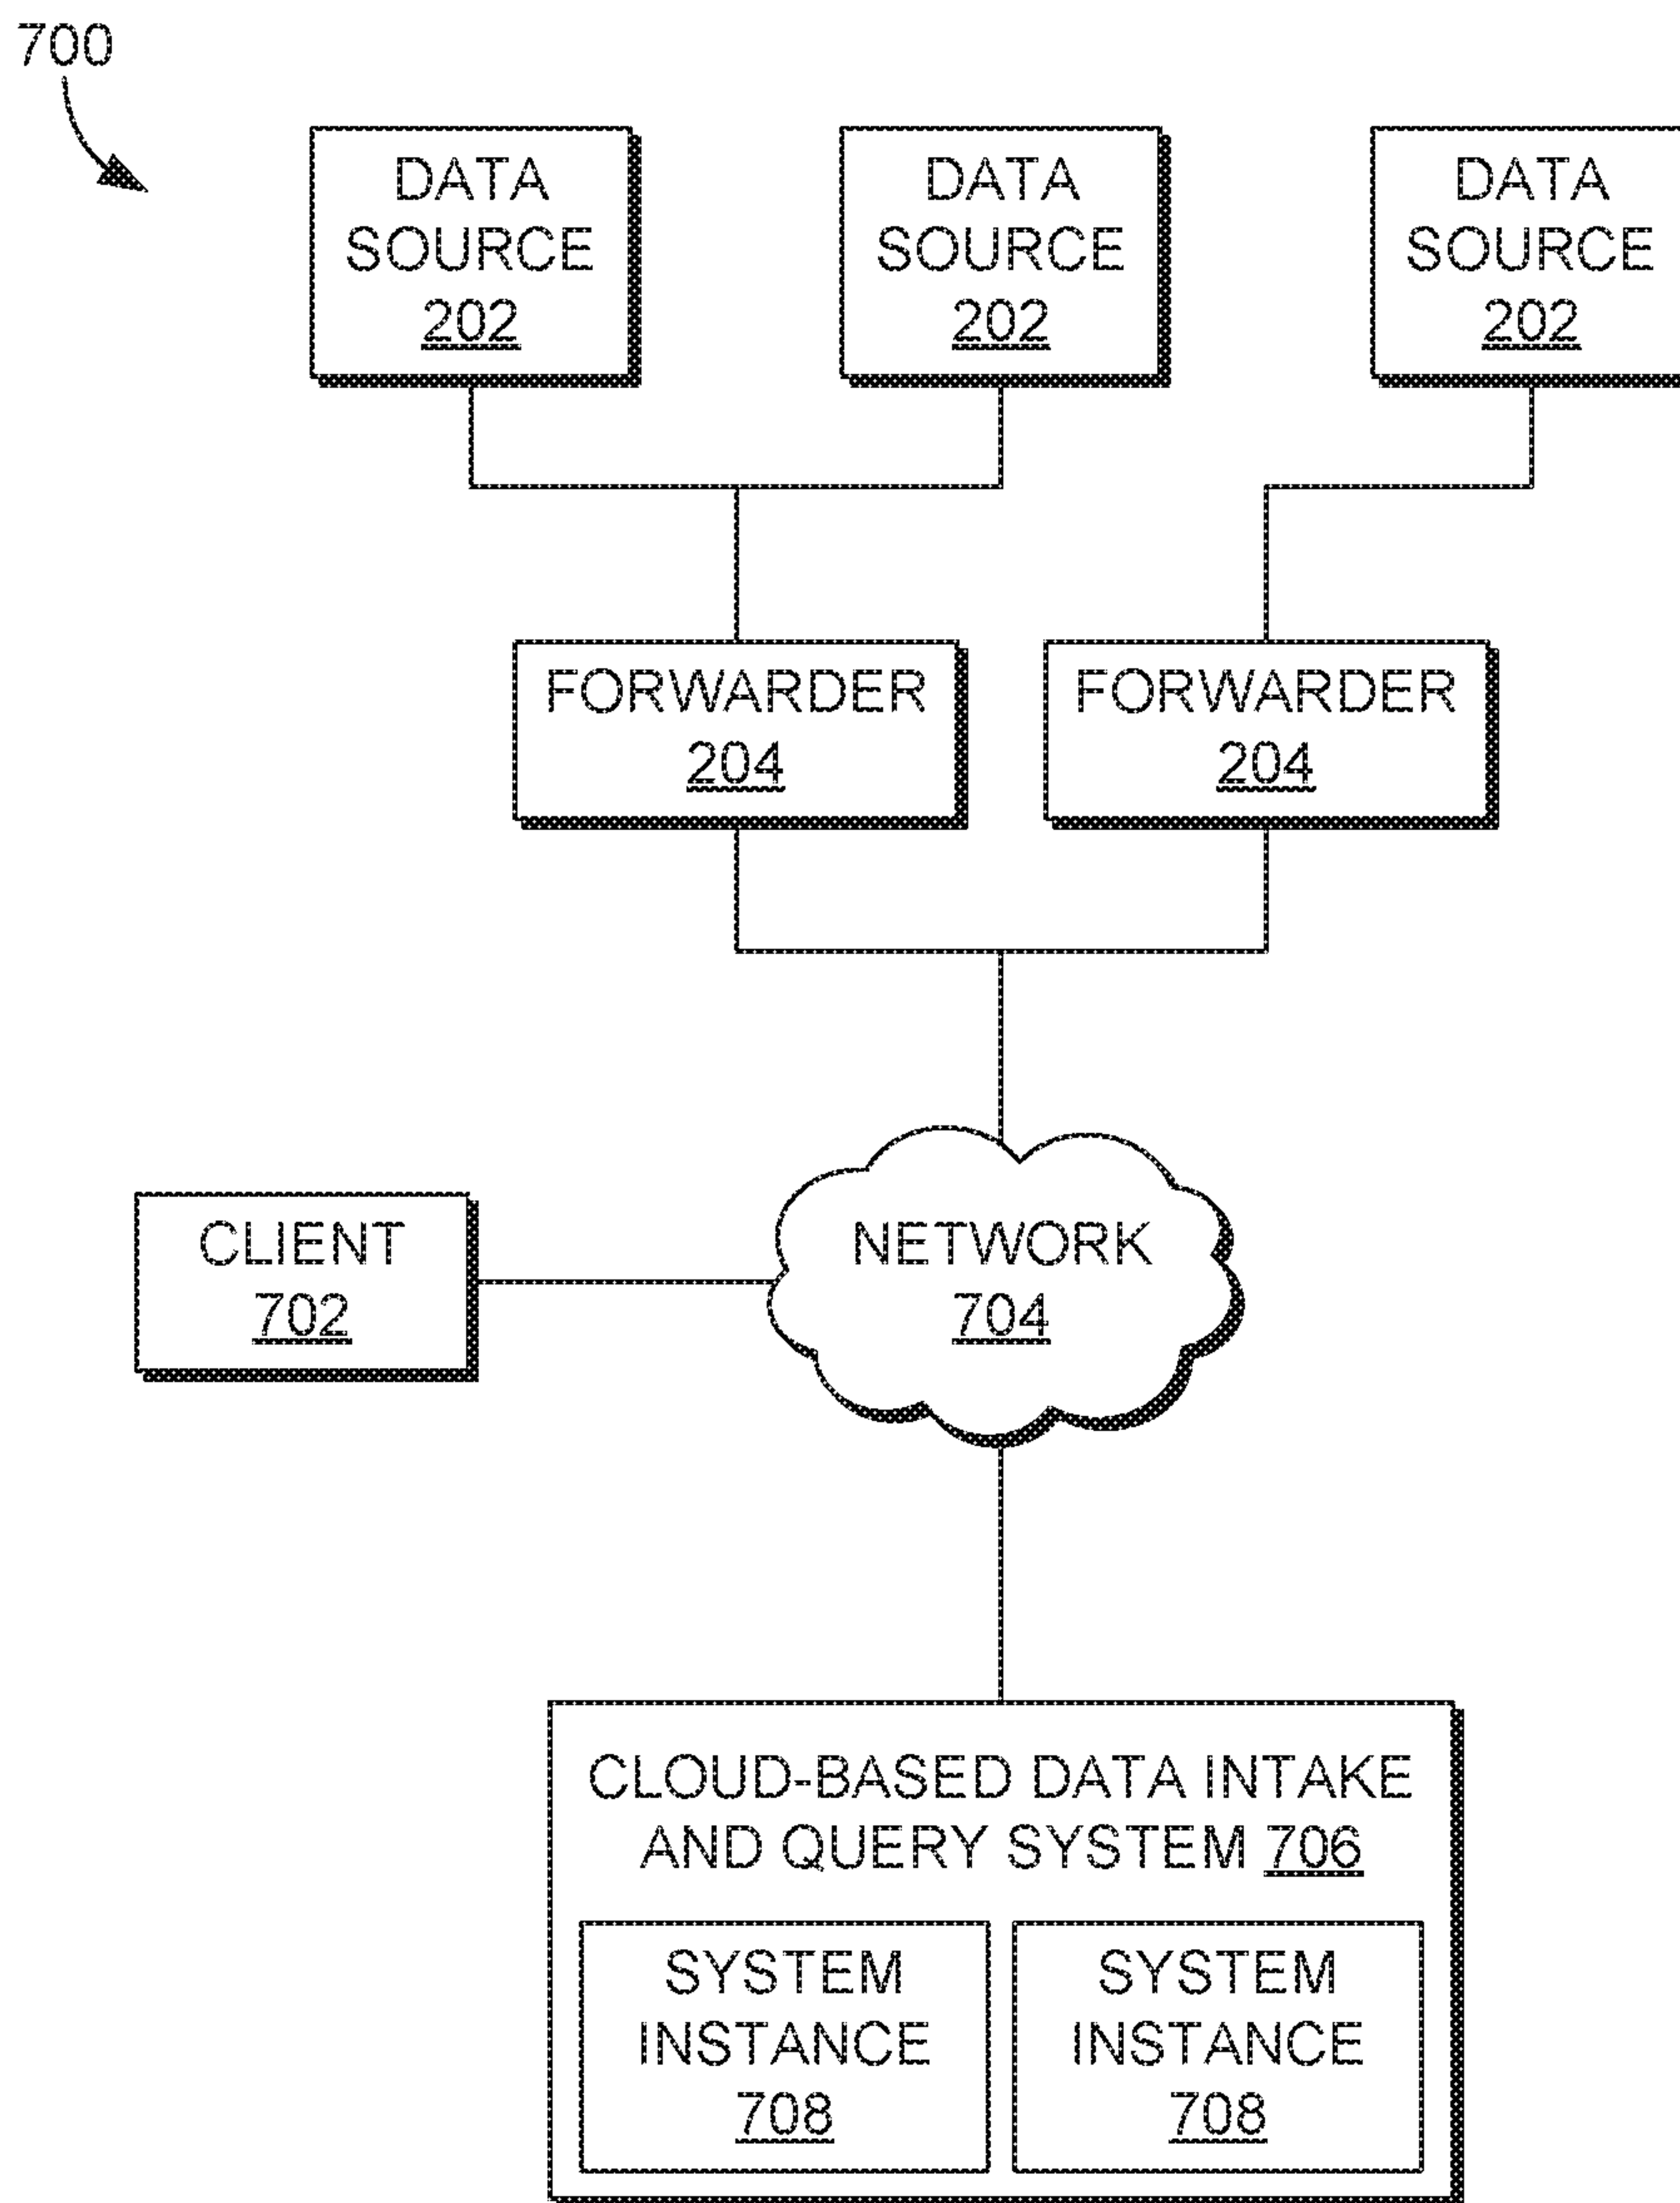 700
DATA
SOURCE
202
DATA
SOURCE
202
DATA
SOURCE
202
FORWARDER
204
FORWARDER
204
CLIENT
702
NETWORK
704
CLOUD-BASED DATA INTAKE
AND QUERY SYSTEM 706
SYSTEM
INSTANCE
708
SYSTEM
INSTANCE
708